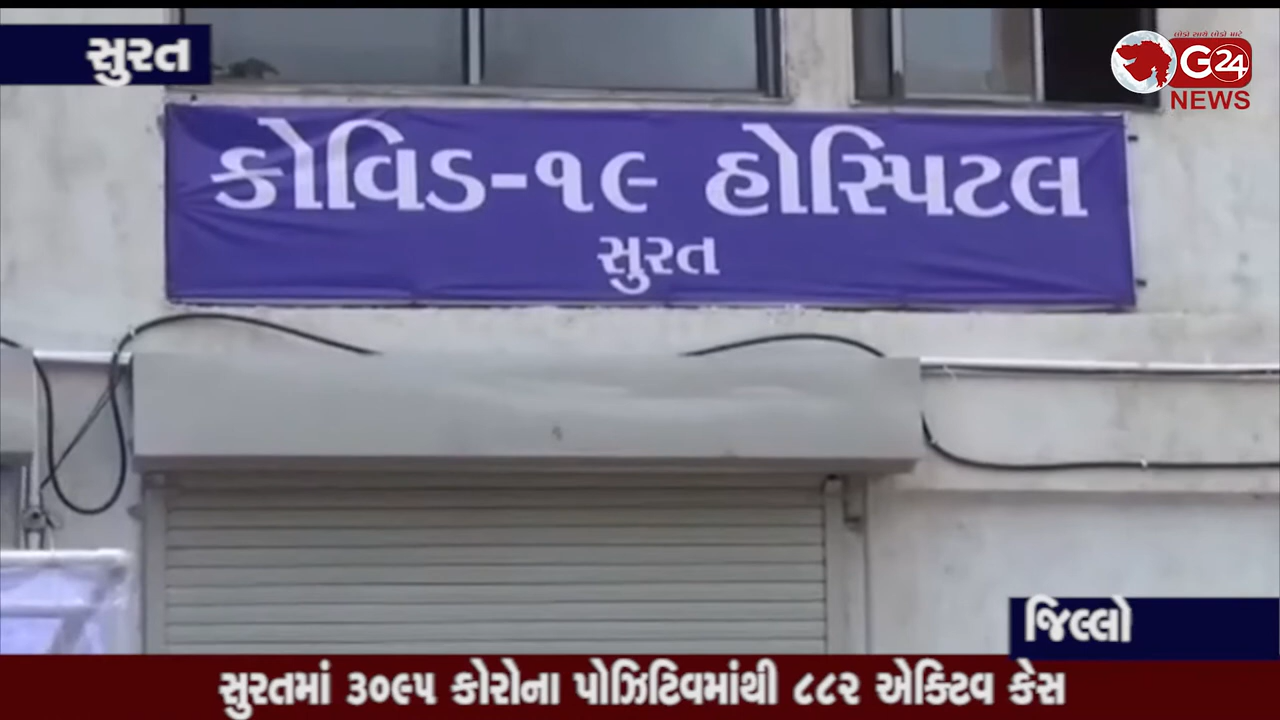 સુરત
લોકો સાથે લોકો માટે
G24
NEWS
કોવિડ-૧૯ હોસ્પિટલ
સુરત
જિલ્લો
સુરતમાં ૩૦૯૫ કોરોના પોઝિટિવમાંથી ૮૮૨ એક્ટિવ કેસ